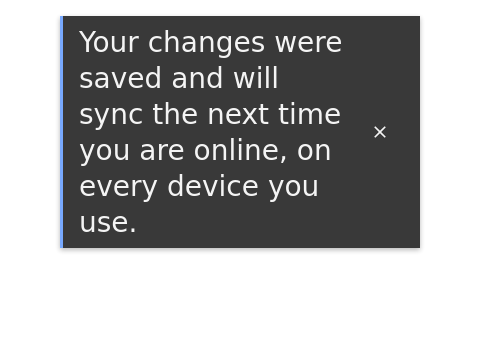 Your changes were
saved and will
sync the next time
you are online, on
every device you
use.